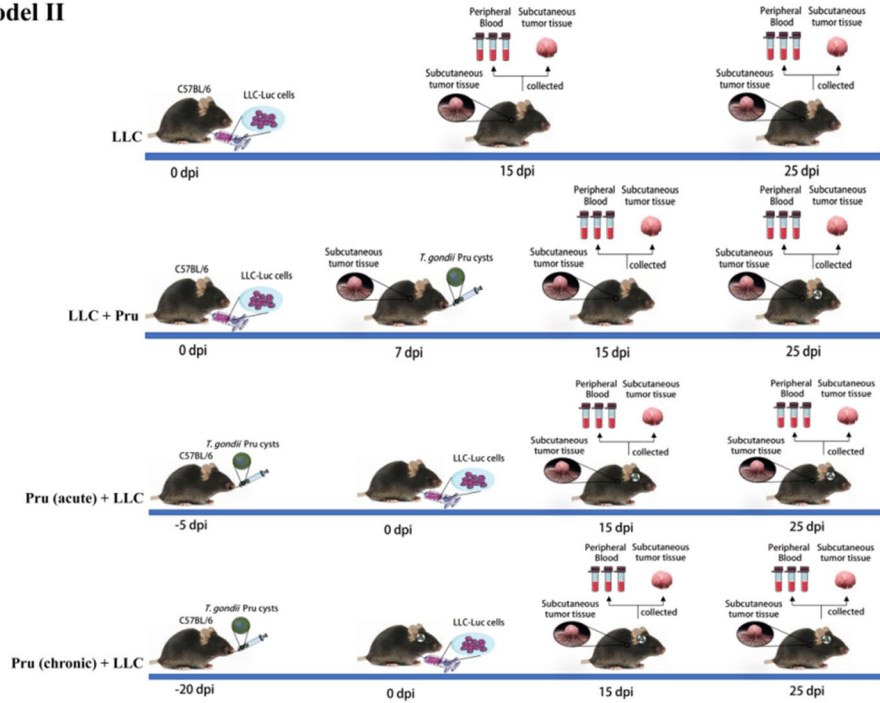 odel II
Peripheral
Blood
Subcutaneous
tumor tissue
Peripheral
Blood
Subcutaneous
tumor tissue
C57BL/6
LLC-Luc cells
Subcutaneous
tumor tissue
collected
Subcutaneous
tumor tissue
collected
LLC
0 dpi
15 dpi
25 dpi
Peripheral
Blood
Subcutaneous
tumor tissue
Peripheral
Blood
Subcutaneous
tumor tissue
C57BL/6
LLC-Luc cells
Subcutaneous
tumor tissue
T. gondii Pru cysts
Subcutaneous
tumor tissue
collected
Subcutaneous
tumor tissue
collected
LLC + Pru
0 dpi
7 dpi
15 dpi
25 dpi
Peripheral
Blood
Subcutaneous
tumor tissue
Peripheral
Blood
Subcutaneous
tumor tissue
T. gondii Pru cysts
C57BL/6
LLC-Luc cells
Subcutaneous
tumor tissue
collected
Subcutaneous
tumor tissue
collected
Pru (acute) + LLC
-5 dpi
0 dpi
15 dpi
25 dpi
Peripheral
Blood
Subcutaneous
tumor tissue
Peripheral
Blood
Subcutaneous
tumor tissue
T. gondii Pru cysts
C57BL/6
LLC-Luc cells
Subcutaneous
tumor tissue
collected
Subcutaneous
tumor tissue
collected
Pru (chronic) + LLC
-20 dpi
0 dpi
15 dpi
25 dpi